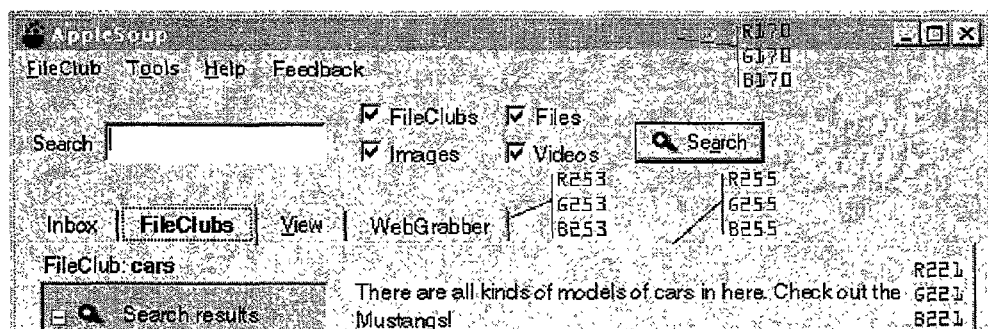 AppleSoup
R170
G170
B170
FileClub Tools Help Feedback
Search
FileClubs Files
Images Videos
Search
R253
G253
B253
R255
G255
B255
Inbox FileClubs View WebGrabber
FileClub: cars
Search results
There are all kinds of models of cars in here. Check out the
Mustangs!
R221
G221
B221